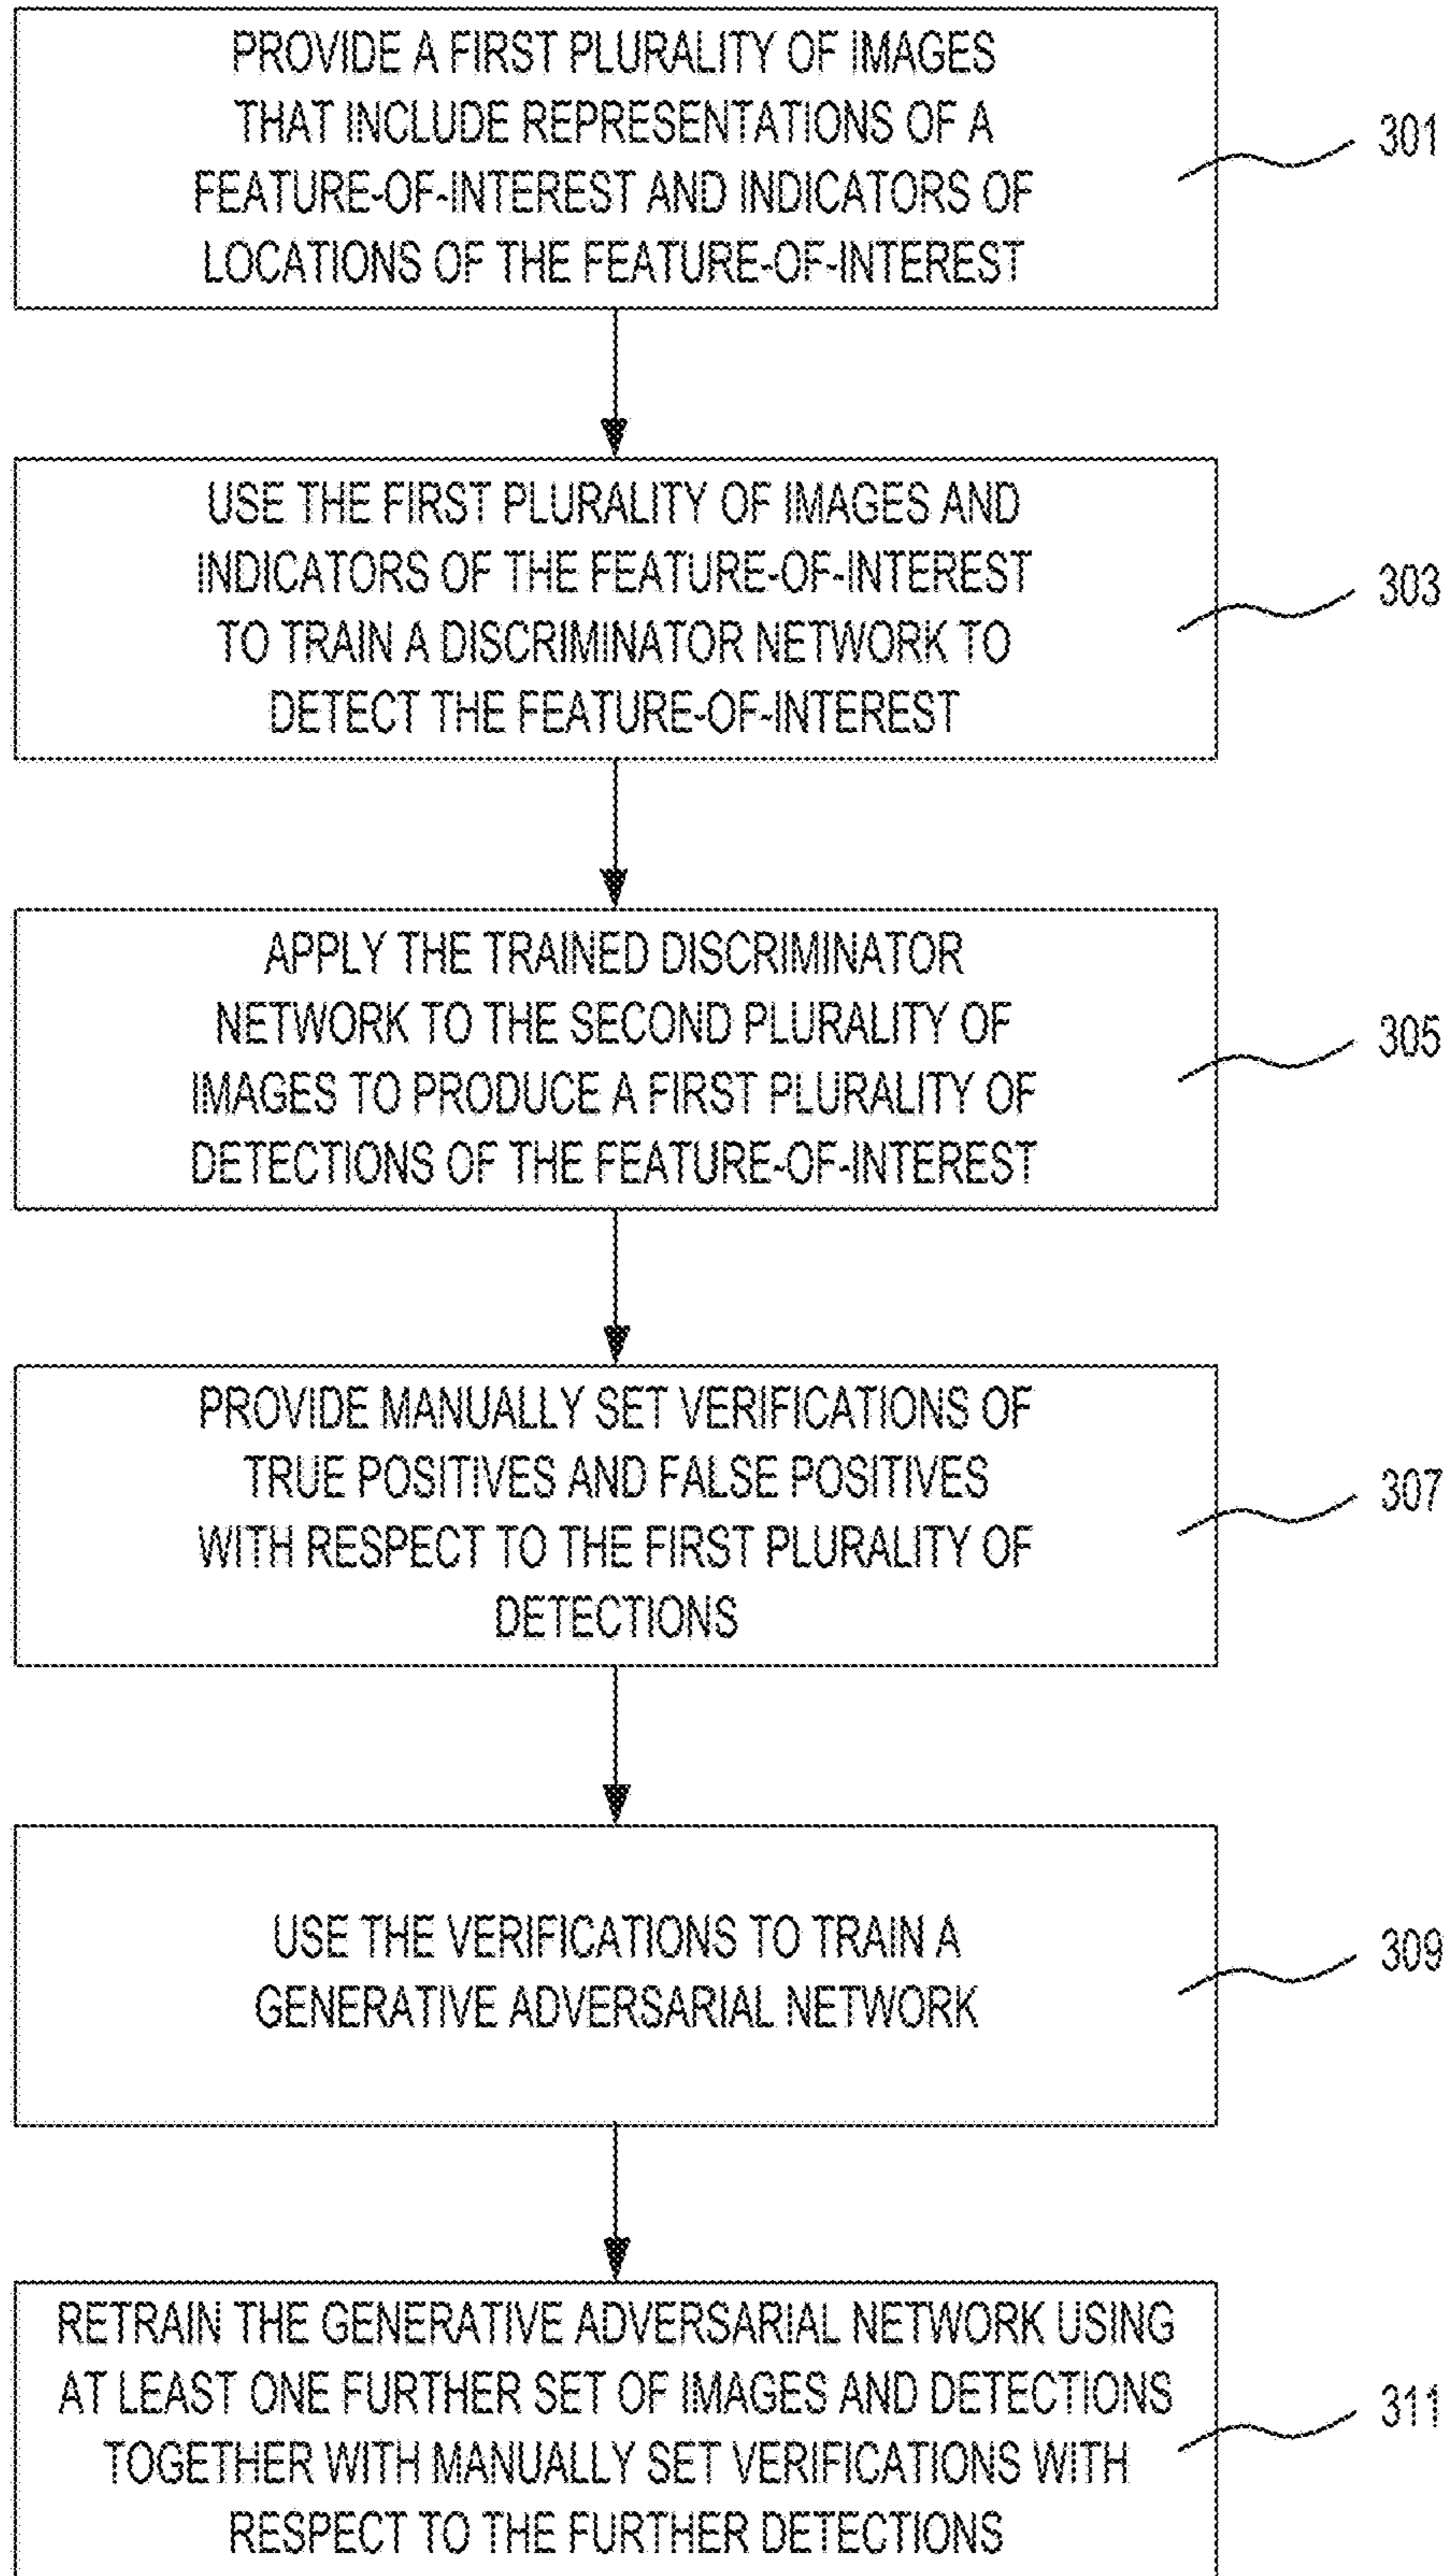 PROVIDE A FIRST PLURALITY OF IMAGES
THAT INCLUDE REPRESENTATIONS OF A
FEATURE-OF-INTEREST AND INDICATORS OF
LOCATIONS OF THE FEATURE-OF-INTEREST
301
USE THE FIRST PLURALITY OF IMAGES AND
INDICATORS OF THE FEATURE-OF-INTEREST
TO TRAIN A DISCRIMINATOR NETWORK TO
DETECT THE FEATURE-OF-INTEREST
303
APPLY THE TRAINED DISCRIMINATOR
NETWORK TO THE SECOND PLURALITY OF
IMAGES TO PRODUCE A FIRST PLURALITY OF
DETECTIONS OF THE FEATURE-OF-INTEREST
305
PROVIDE MANUALLY SET VERIFICATIONS OF
TRUE POSITIVES AND FALSE POSITIVES
WITH RESPECT TO THE FIRST PLURALITY OF
DETECTIONS
307
USE THE VERIFICATIONS TO TRAIN A
GENERATIVE ADVERSARIAL NETWORK
309
RETRAIN THE GENERATIVE ADVERSARIAL NETWORK USING
AT LEAST ONE FURTHER SET OF IMAGES AND DETECTIONS
TOGETHER WITH MANUALLY SET VERIFICATIONS WITH
RESPECT TO THE FURTHER DETECTIONS
311